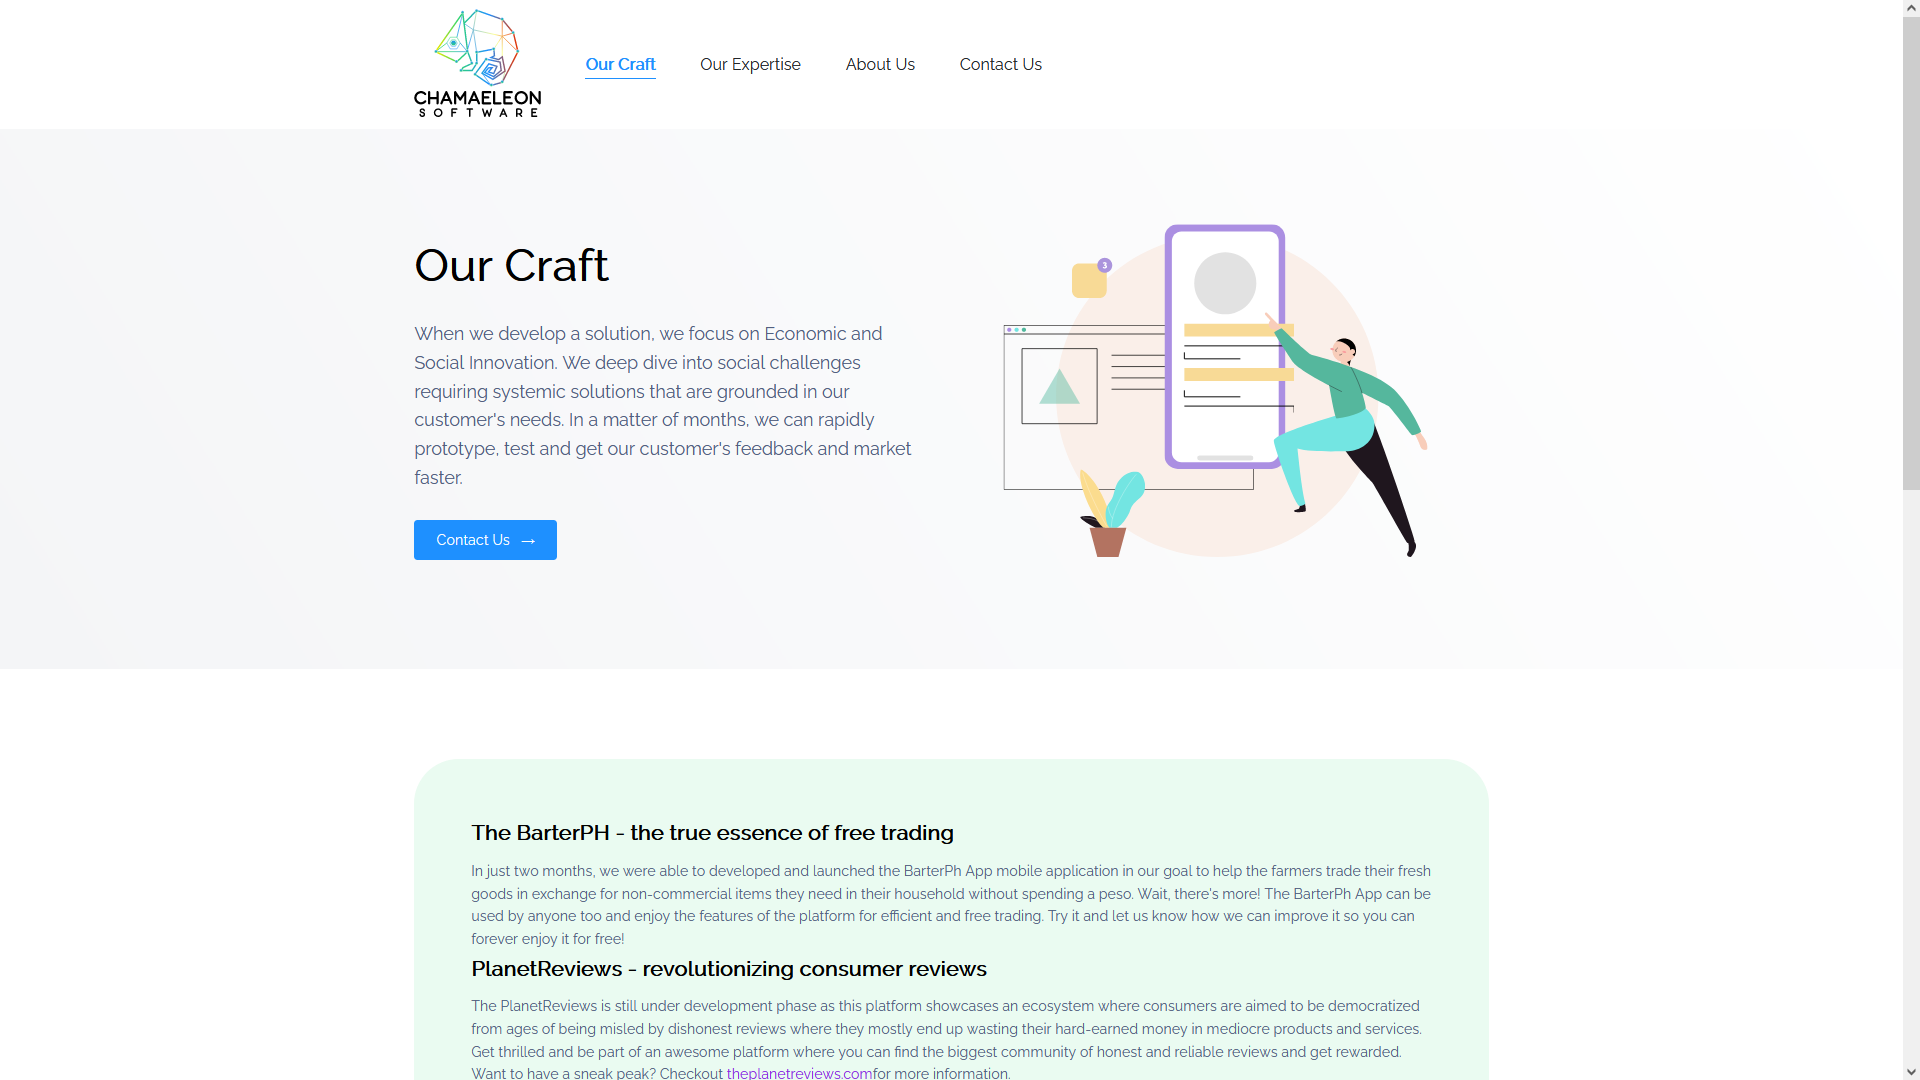 CHAMAELEON
SOFTWARE
Our Craft
Our Expertise
About Us
Contact Us
Our Craft
3
When we develop a solution, we focus on Economic and
Social Innovation. We deep dive into social challenges
requiring systemic solutions that are grounded in our
customer's needs. In a matter of months, we can rapidly
prototype, test and get our customer's feedback and market
faster.
Contact Us →
The BarterPH - the true essence of free trading
In just two months, we were able to developed and launched the BarterPh App mobile application in our goal to help the farmers trade their fresh
goods in exchange for non-commercial items they need in their household without spending a peso. Wait, there's more! The BarterPh App can be
used by anyone too and enjoy the features of the platform for efficient and free trading. Try it and let us know how we can improve it so you can
forever enjoy it for free!
PlanetReviews - revolutionizing consumer reviews
The PlanetReviews is still under development phase as this platform showcases an ecosystem where consumers are aimed to be democratized
from ages of being misled by dishonest reviews where they mostly end up wasting their hard-earned money in mediocre products and services.
Get thrilled and be part of an awesome platform where you can find the biggest community of honest and reliable reviews and get rewarded.
Want to have a sneak peak? Checkout theplanetreviews.comfor more information.